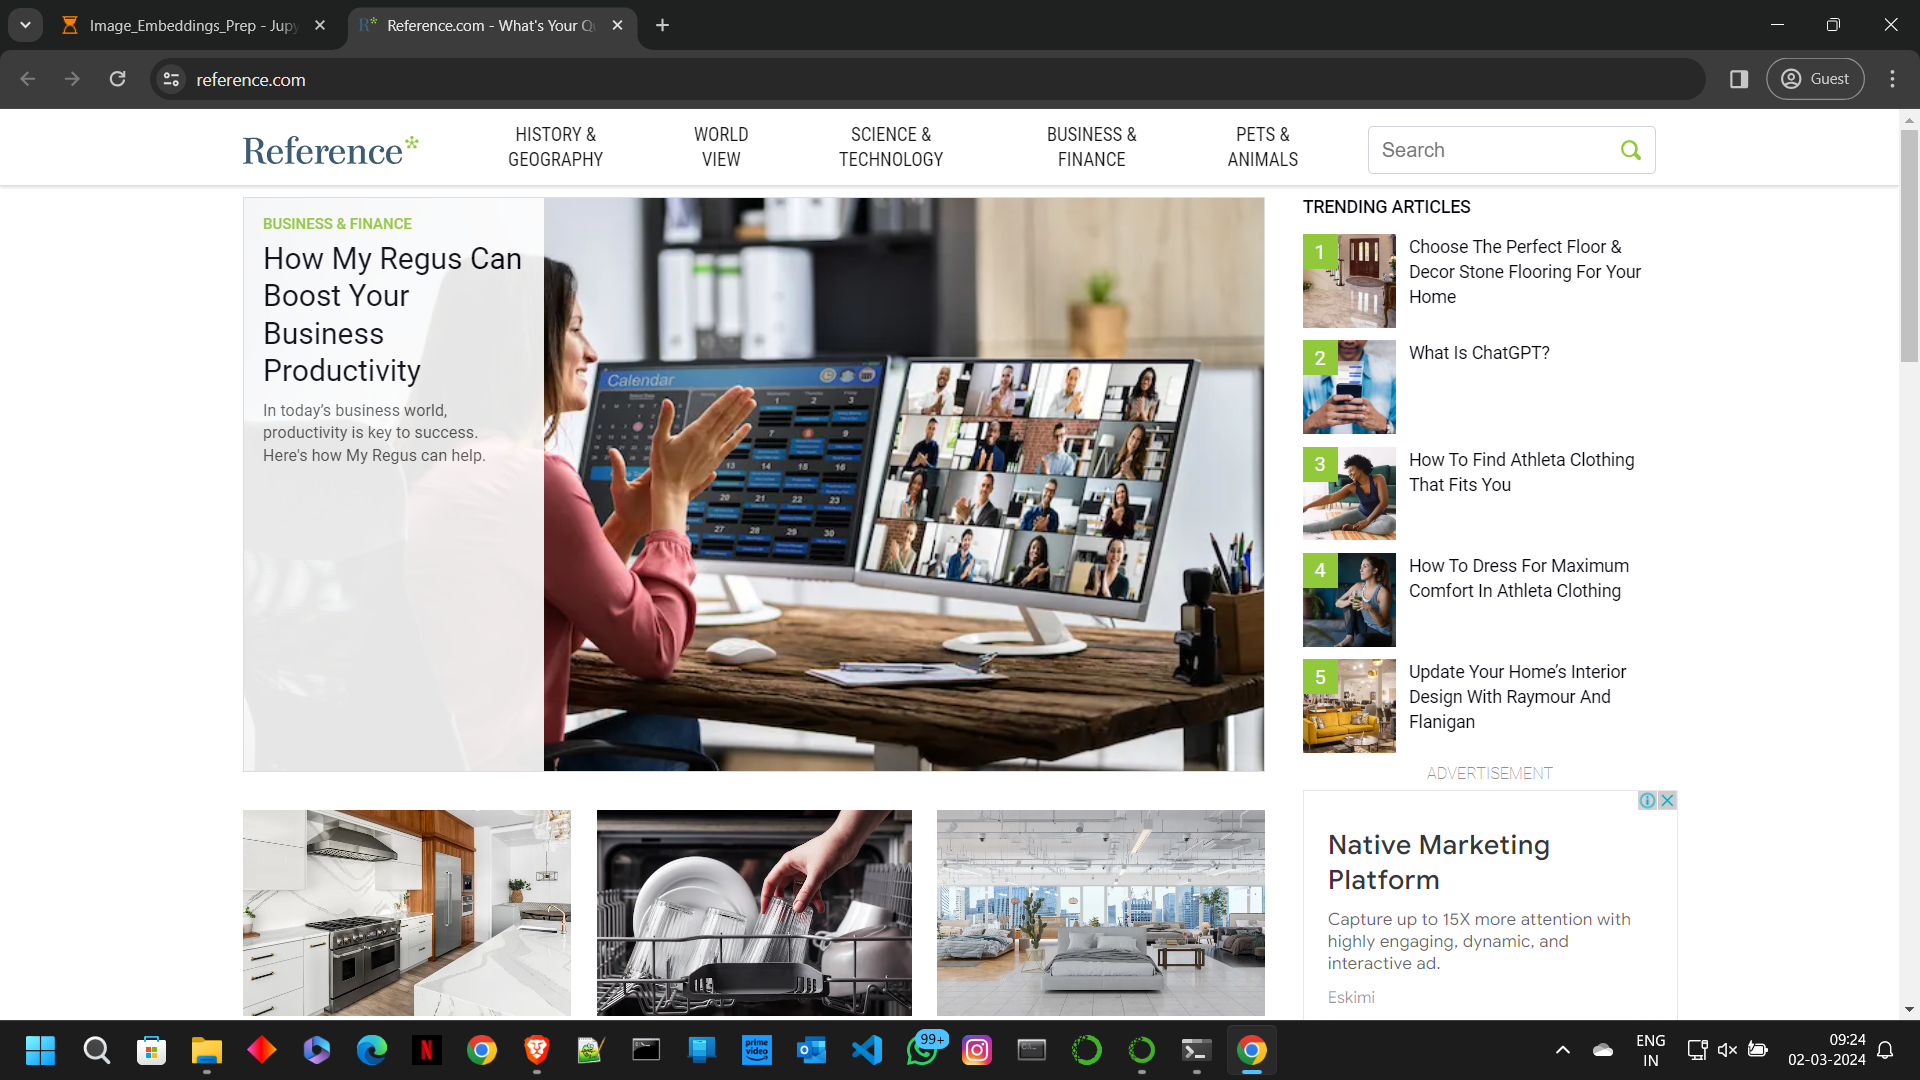 Image_Embeddings_Prep - Jup
Reference.com - What's Your Q
reference.com
Guest
Reference*
HISTORY &
GEOGRAPHY
WORLD
VIEW
SCIENCE &
TECHNOLOGY
BUSINESS &
FINANCE
PETS &
ANIMALS
Search
BUSINESS & FINANCE
How My Regus Can
Boost Your
Business
Productivity
In today’s business world,
productivity is key to success.
Here's how My Regus can help.
Calendar
TRENDING ARTICLES
1
Choose The Perfect Floor &
Decor Stone Flooring For Your
Home
2
What Is ChatGPT?
3
How To Find Athleta Clothing
That Fits You
4
How To Dress For Maximum
Comfort In Athleta Clothing
5
Update Your Home’s Interior
Design With Raymour And
Flanigan
ADVERTISEMENT
Native Marketing
Platform
Capture up to 15X more attention with
highly engaging, dynamic, and
interactive ad.
Eskimi
prime
video
99+
ENG
IN
09:24
02-03-2024